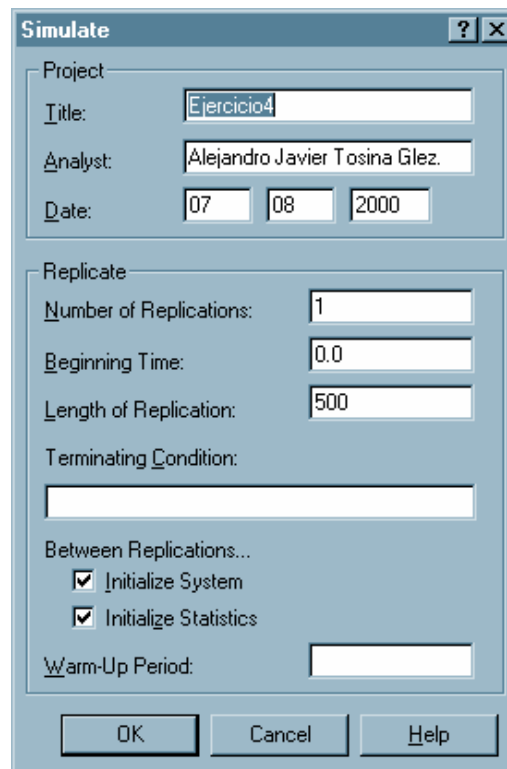 Simulate
Project
Title: Ejercicio4
Analyst: Alejandro Javier Tosina Glez.
Date: 07 08 2000
Replicate
Number of Replications: 1
Beginning Time: 0.0
Length of Replication: 500
Terminating Condition:
Between Replications...
Initialize System
Initialize Statistics
Warm-Up Period:
OK Cancel Help